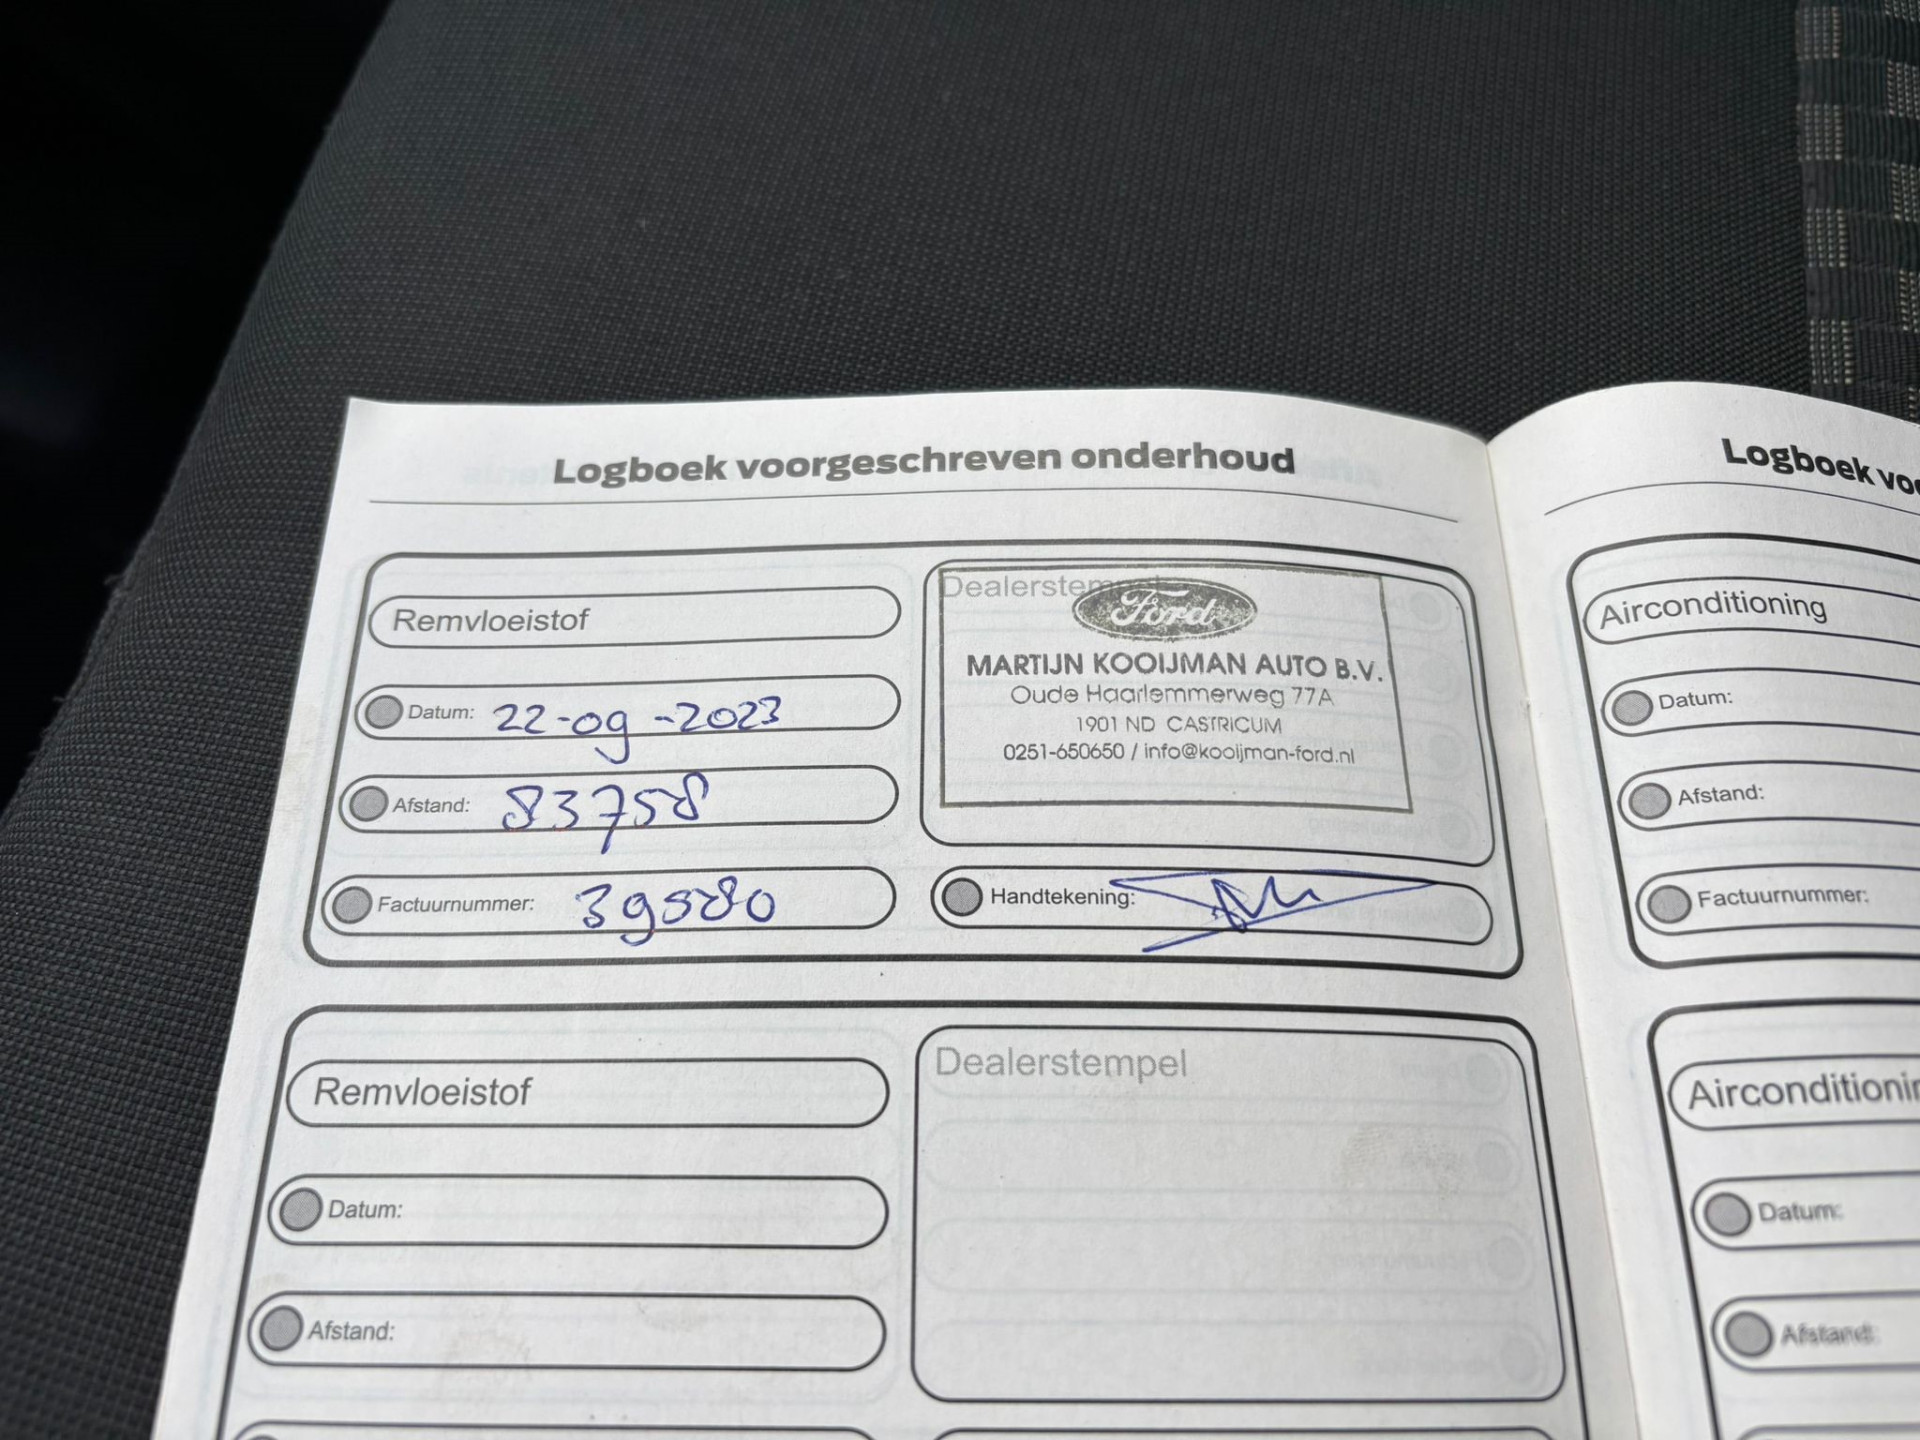 Logboek voorgeschreven onderhoud
Remvloeistof
Datum: 22-09-2023
Afstand: 83758
Factuurnummer: 39580
Dealerstempel
Ford
MARTIJN KOOIJMAN AUTO B.V.
Oude Haarlemmerweg 77A
1901 ND CASTRICUM
0251-650650 / info@kooijman-ford.nl
Handtekening:
Remvloeistof
Datum:
Afstand:
Dealerstempel
Logboek
Airconditioning
Datum:
Afstand:
Factuurnummer:
Datum:
Afstand: